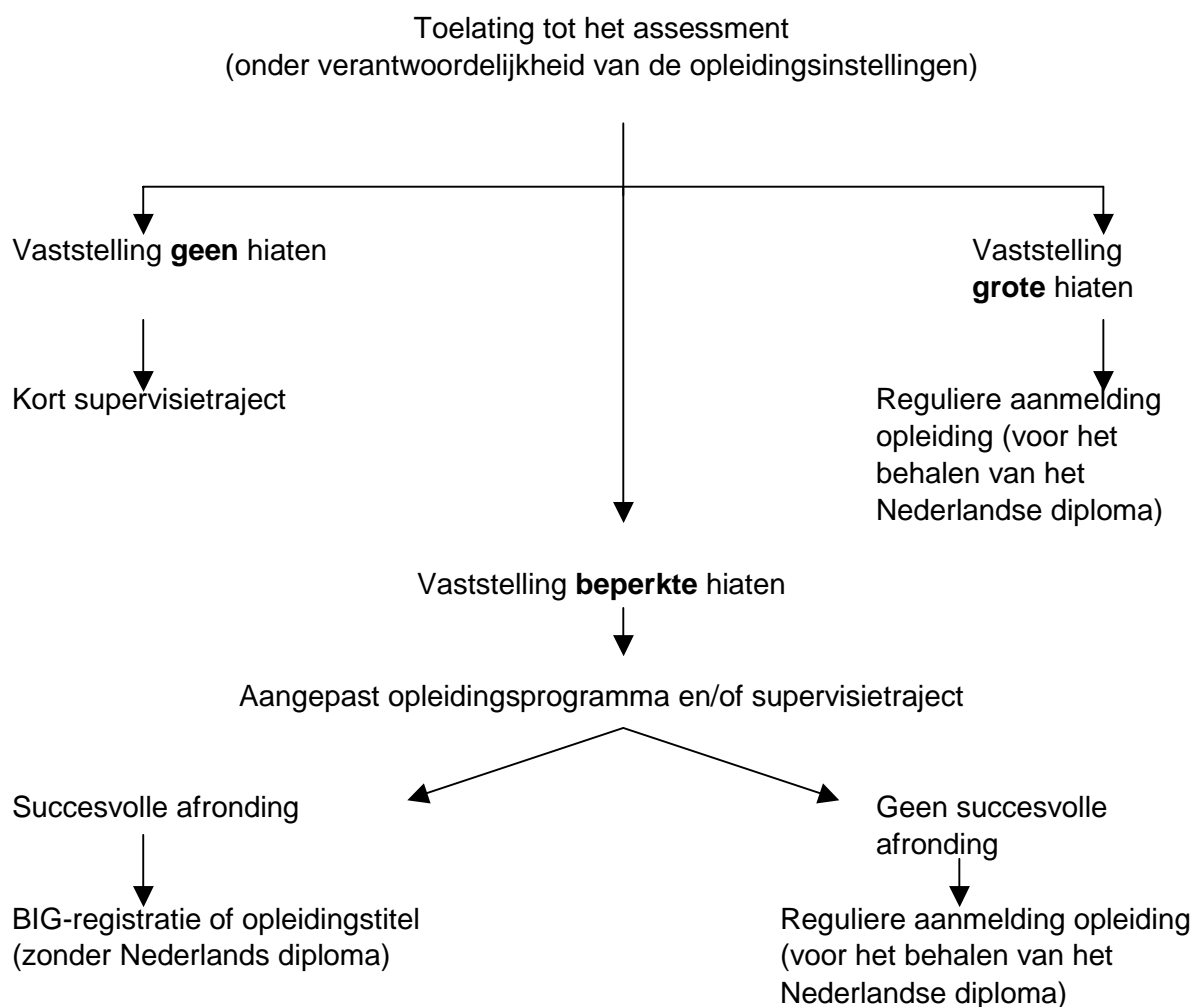 Toelating tot het assessment
(onder verantwoordelijkheid van de opleidingsinstellingen)
Vaststelling geen hiaten
Vaststelling
grote hiaten
Kort supervisietraject
Reguliere aanmelding
opleiding (voor het
behalen van het
Nederlandse diploma)
Vaststelling beperkte hiaten
Aangepast opleidingsprogramma en/of supervisietraject
Succesvolle afronding
Geen succesvolle
afronding
BIG-registratie of opleidingstitel
(zonder Nederlands diploma)
Reguliere aanmelding opleiding
(voor het behalen van het
Nederlandse diploma)